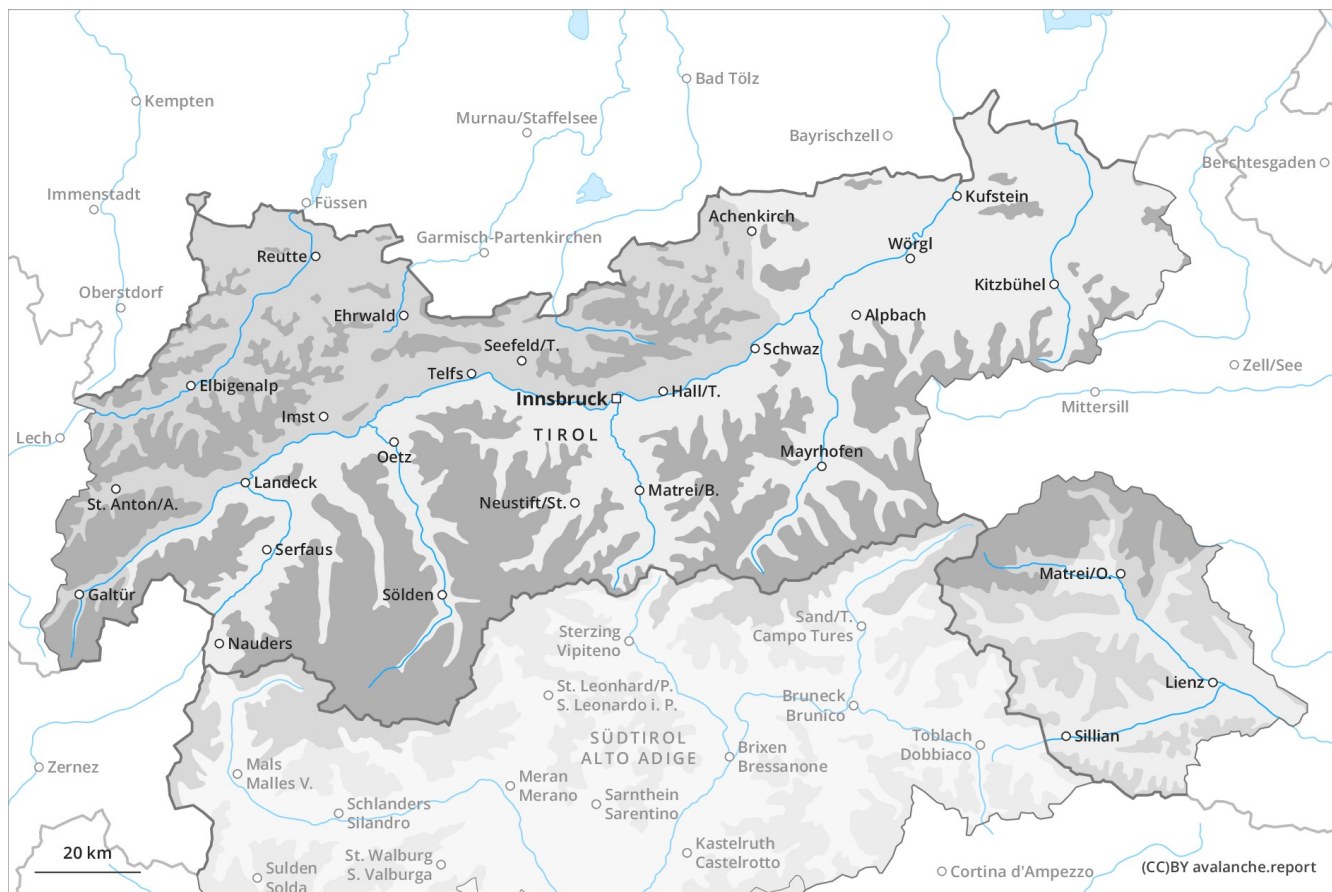 Bad Tölz
Kempten
Murnau/Staffelsee
Bayrischzell
Berchtesgaden
Immenstadt
Kufstein
Füssen
Achenkirch
Garmisch-Partenkirchen
Wörgl
Reutte
Kitzbühel
Oberstdorf
Ehrwald
Alpbach
Seefeld/T.
Schwaz
Zell/See
Telfs
Elbigenalp
Hall/T.
Innsbruck
Mittersill
Imst
TIROL
Lech
Oetz
Mayrhofen
Landeck
St. Anton/A.
Neustift/St.
Matrei/B.
Serfaus
Matrei/O.
Galtür
Sölden
Sand/T.
Campo Tures
Sterzing
Vipiteno
Nauders
Lienz
St. Leonhard/P.
S. Leonardo i. P.
Bruneck
Brunico
SÜDTIROL
ALTO ADIGE
Toblach
Dobbiaco
Sillian
Brixen
Bressanone
Zernez
Mals
Malles V.
Meran
Merano
Sarnthein
Sarentino
Schlanders
Silandro
Kastelruth
Castelrotto
20 km
St. Walburg
S. Valburga
Sulden
Solda
Cortina d'Ampezzo
(CC)BY avalanche.report